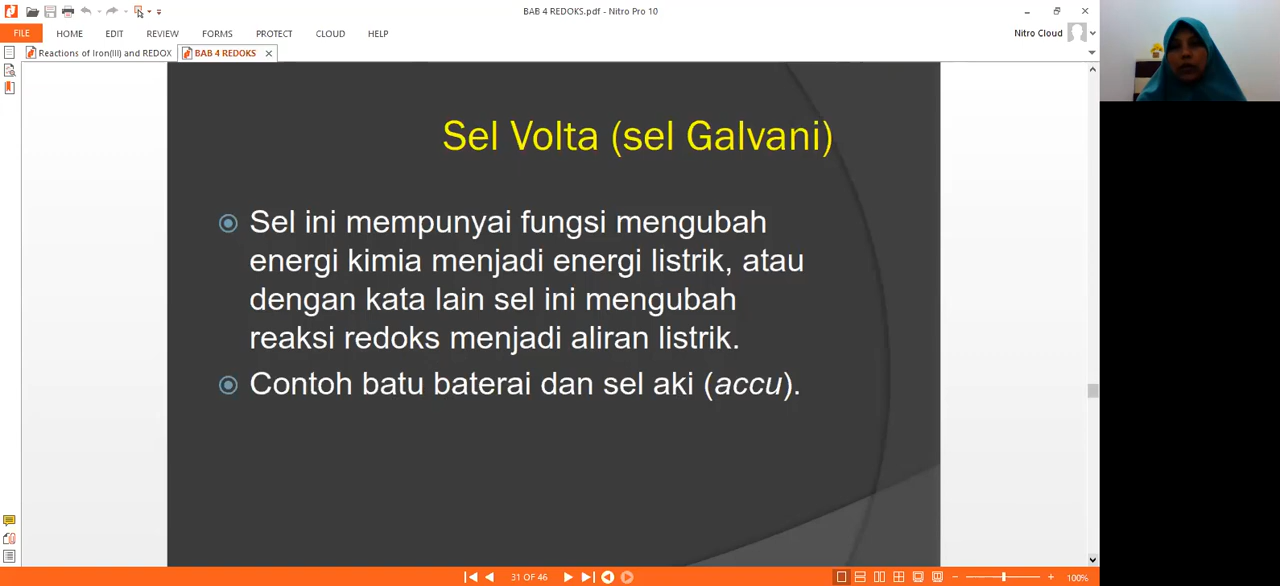 BAB 4 REDOKS.pdf - Nitro Pro 10
FILE HOME EDIT REVIEW FORMS PROTECT CLOUD HELP
Nitro Cloud
Reactions of Iron(III) and REDOX
BAB 4 REDOKS
Sel Volta (sel Galvani)
Sel ini mempunyai fungsi mengubah
energi kimia menjadi energi listrik, atau
dengan kata lain sel ini mengubah
reaksi redoks menjadi aliran listrik.
Contoh batu baterai dan sel aki (accu).
31 OF 46
100%